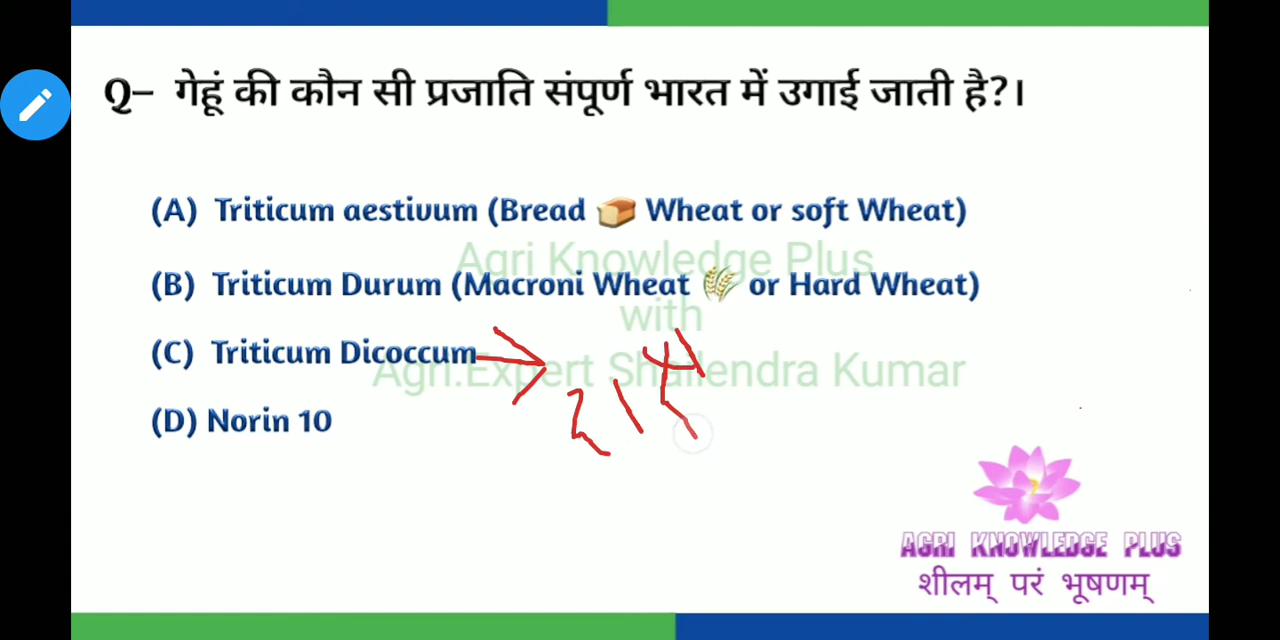 Q– गेहूं की कौन सी प्रजाति संपूर्ण भारत में उगाई जाती है?।
(A) Triticum aestivum (Bread Wheat or soft Wheat)
Agri Knowledge Plus
(B) Triticum Durum (Macroni Wheat or Hard Wheat)
with
(C) Triticum Dicoccum
Agri.Expert Shailendra Kumar
(D) Norin 10
AGRI KNOWLEDGE PLUS
शीलम् परं भूषणम्